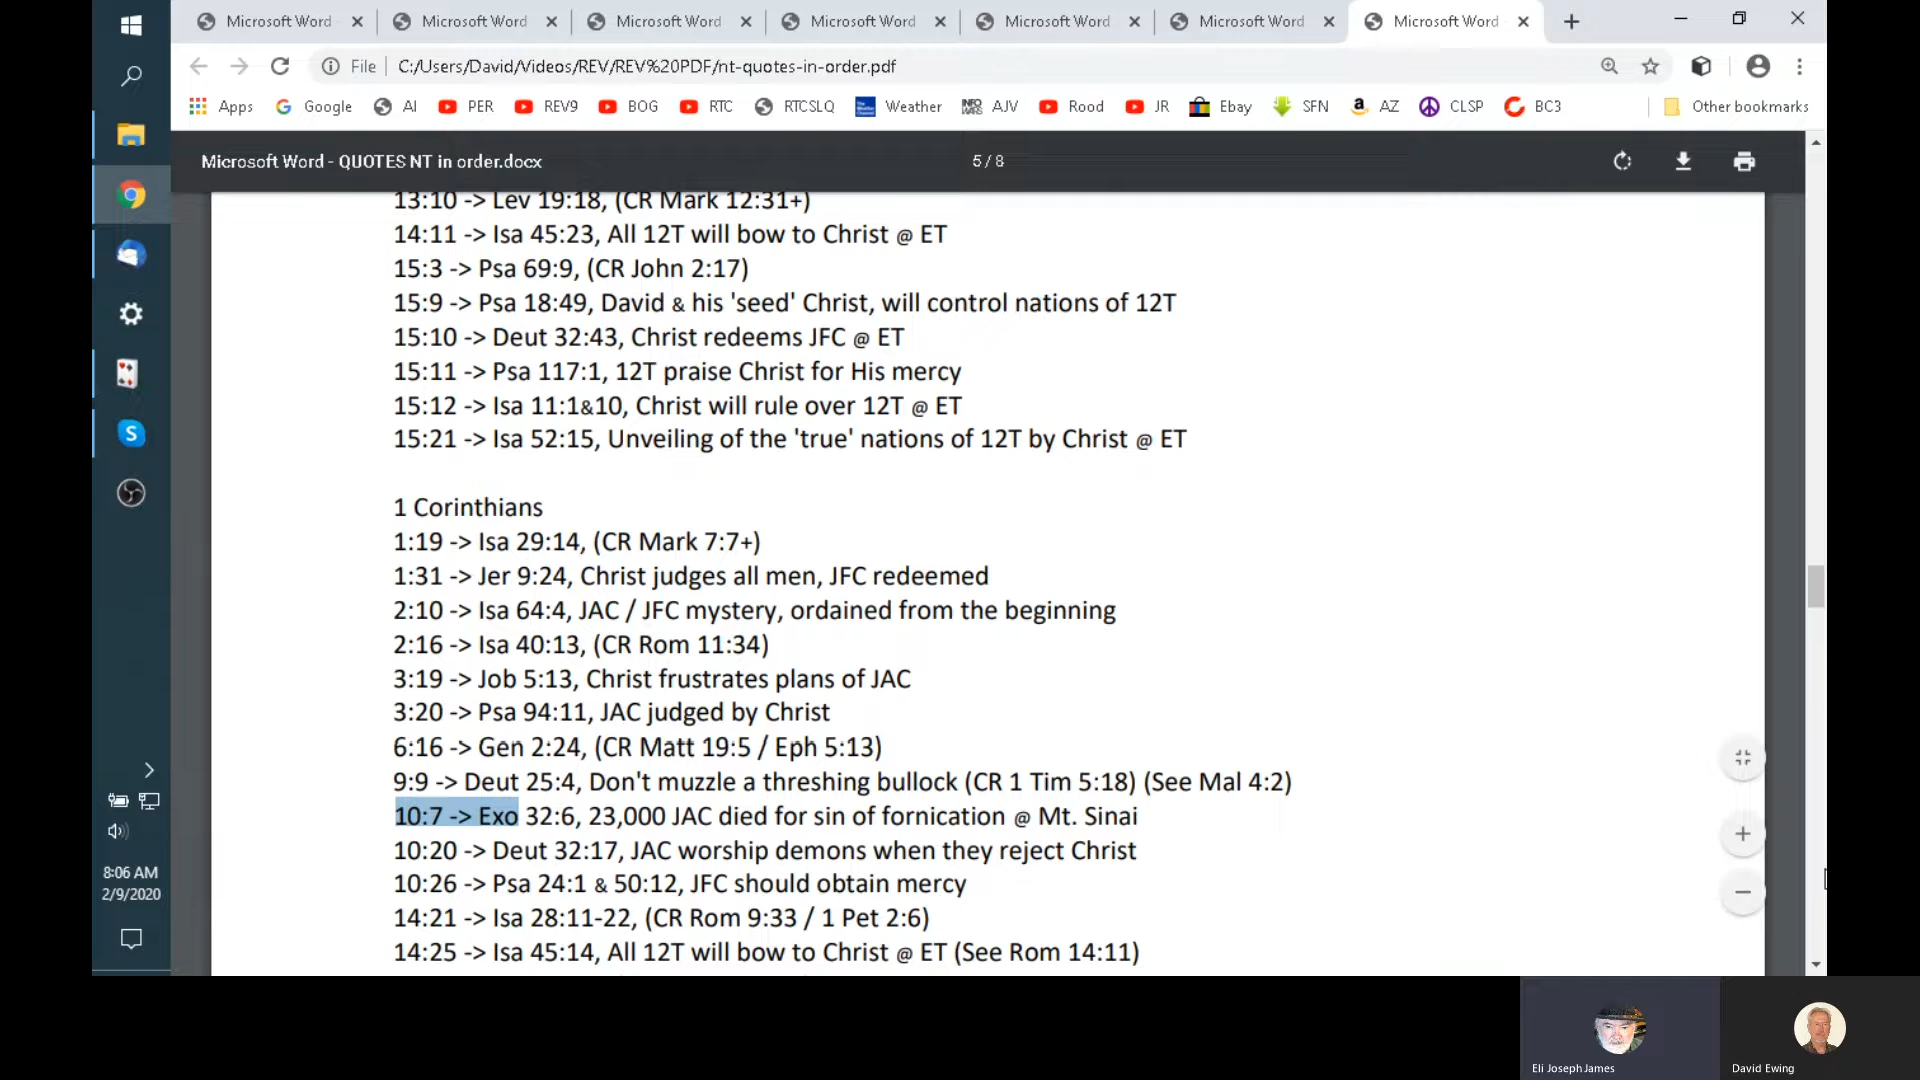 Microsoft Word Microsoft Word Microsoft Word Microsoft Word Microsoft Word Microsoft Word Microsoft Word
File C:/Users/David/Videos/REV/REV%20PDF/nt-quotes-in-order.pdf
Apps Google AI PER REV9 BOG RTC RTCSLQ Weather AJV Rood JR Ebay SFN AZ CLSP BC3 Other bookmarks
Microsoft Word - QUOTES NT in order.docx 5 / 8
13:10 -> Lev 19:18, (CR Mark 12:31+)
14:11 -> Isa 45:23, All 12T will bow to Christ @ ET
15:3 -> Psa 69:9, (CR John 2:17)
15:9 -> Psa 18:49, David & his 'seed' Christ, will control nations of 12T
15:10 -> Deut 32:43, Christ redeems JFC @ ET
15:11 -> Psa 117:1, 12T praise Christ for His mercy
15:12 -> Isa 11:1&10, Christ will rule over 12T @ ET
15:21 -> Isa 52:15, Unveiling of the 'true' nations of 12T by Christ @ ET
1 Corinthians
1:19 -> Isa 29:14, (CR Mark 7:7+)
1:31 -> Jer 9:24, Christ judges all men, JFC redeemed
2:10 -> Isa 64:4, JAC / JFC mystery, ordained from the beginning
2:16 -> Isa 40:13, (CR Rom 11:34)
3:19 -> Job 5:13, Christ frustrates plans of JAC
3:20 -> Psa 94:11, JAC judged by Christ
6:16 -> Gen 2:24, (CR Matt 19:5 / Eph 5:13)
9:9 -> Deut 25:4, Don't muzzle a threshing bullock (CR 1 Tim 5:18) (See Mal 4:2)
10:7 -> Exo 32:6, 23,000 JAC died for sin of fornication @ Mt. Sinai
10:20 -> Deut 32:17, JAC worship demons when they reject Christ
10:26 -> Psa 24:1 & 50:12, JFC should obtain mercy
14:21 -> Isa 28:11-22, (CR Rom 9:33 / 1 Pet 2:6)
14:25 -> Isa 45:14, All 12T will bow to Christ @ ET (See Rom 14:11)
8:06 AM
2/9/2020
Eli Joseph James David Ewing